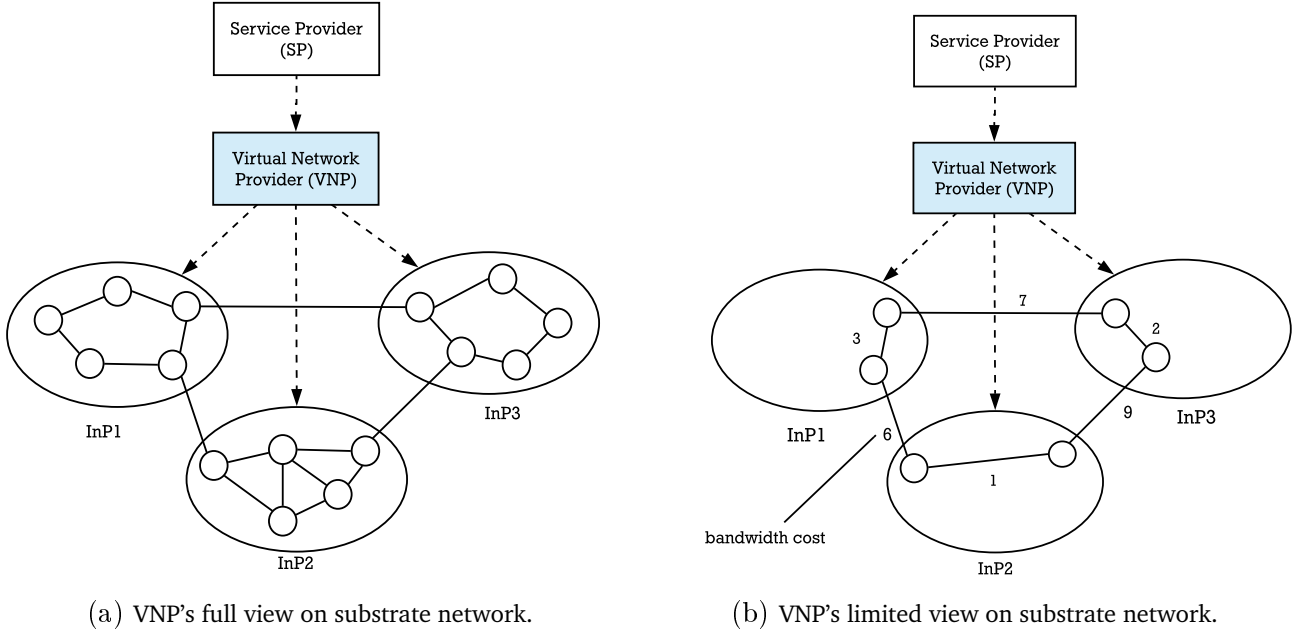 Service Provider
(SP)
Virtual Network
Provider (VNP)
InP1
InP3
InP2
(a) VNP's full view on substrate network.
Service Provider
(SP)
Virtual Network
Provider (VNP)
7
3
2
9
InP3
InP1
6
1
bandwidth cost
InP2
(b) VNP's limited view on substrate network.